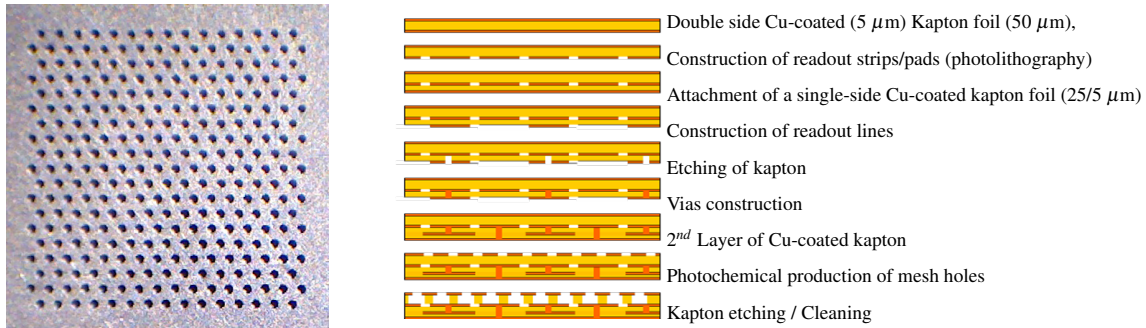 Double side Cu-coated (5 μm) Kapton foil (50 μm),
Construction of readout strips/pads (photolithography)
Attachment of a single-side Cu-coated kapton foil (25/5 μm)
Construction of readout lines
Etching of kapton
Vias construction
2nd Layer of Cu-coated kapton
Photochemical production of mesh holes
Kapton etching / Cleaning